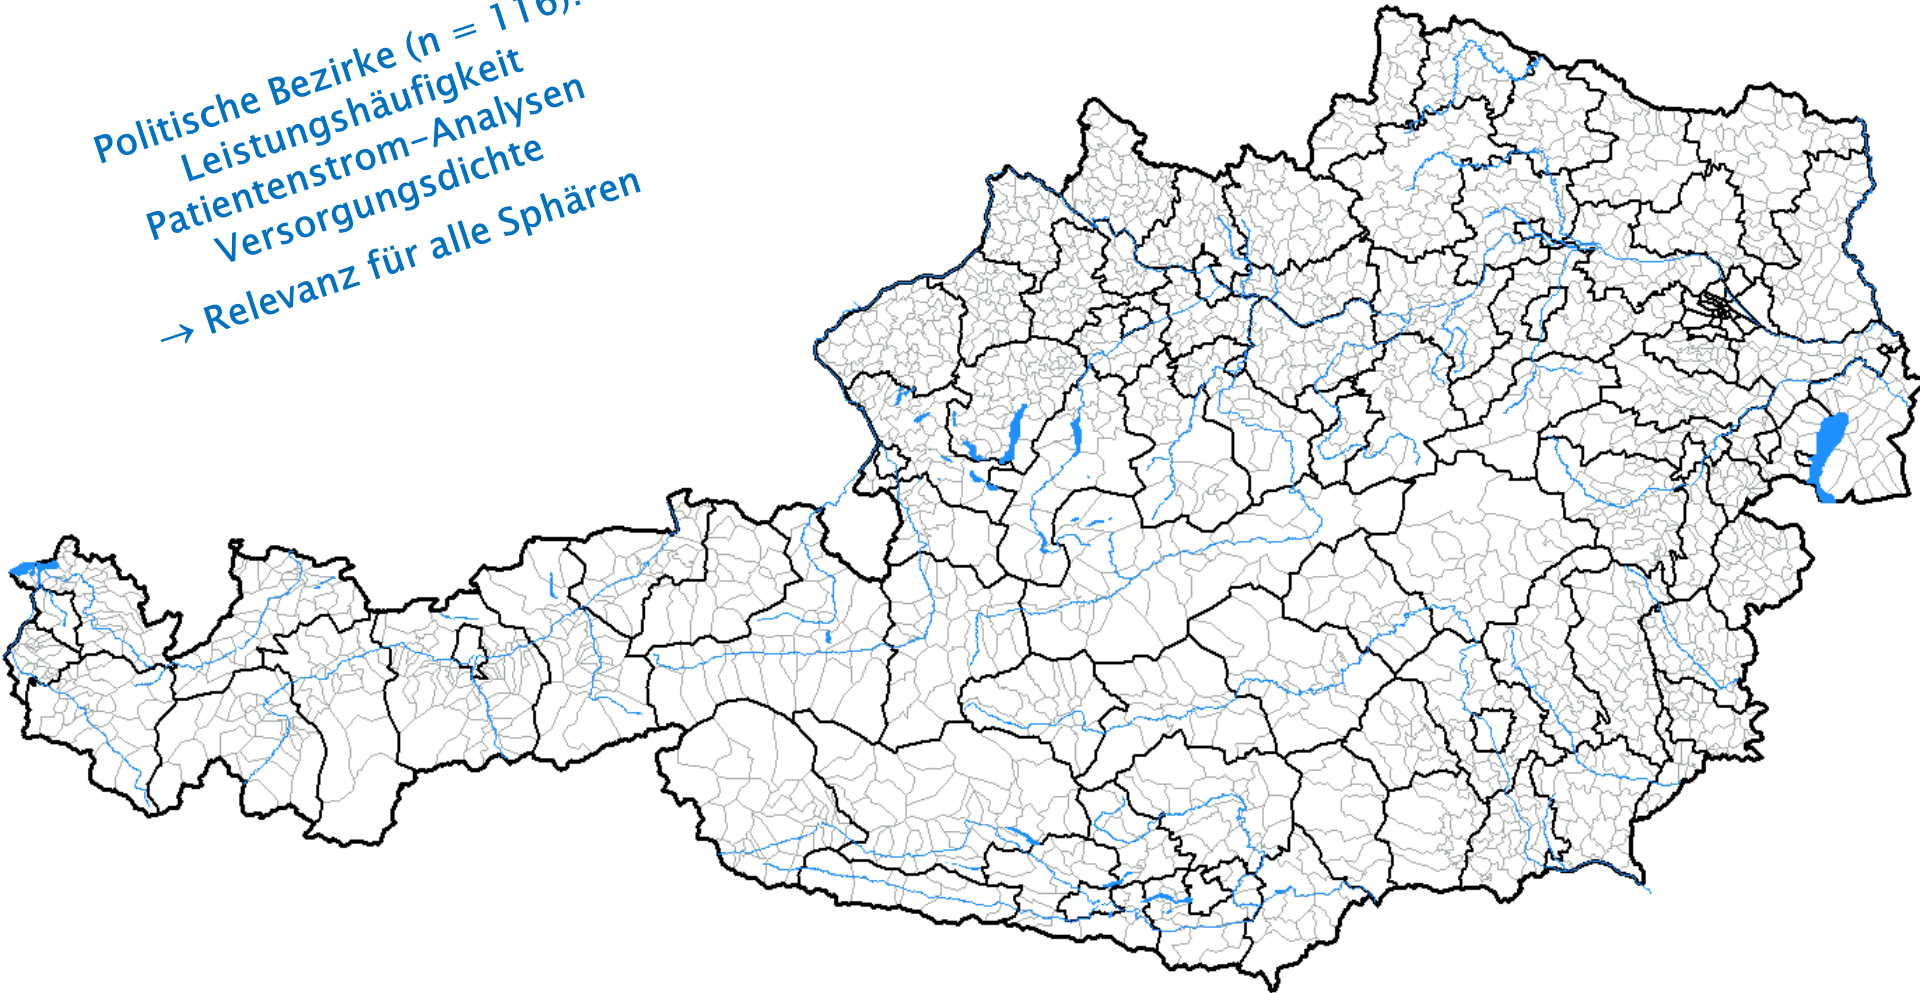 Politische Bezirke (n = 116):
Leistungshäufigkeit
Patientenstrom-Analysen
Versorgungsdichte
→ Relevanz für alle Sphären